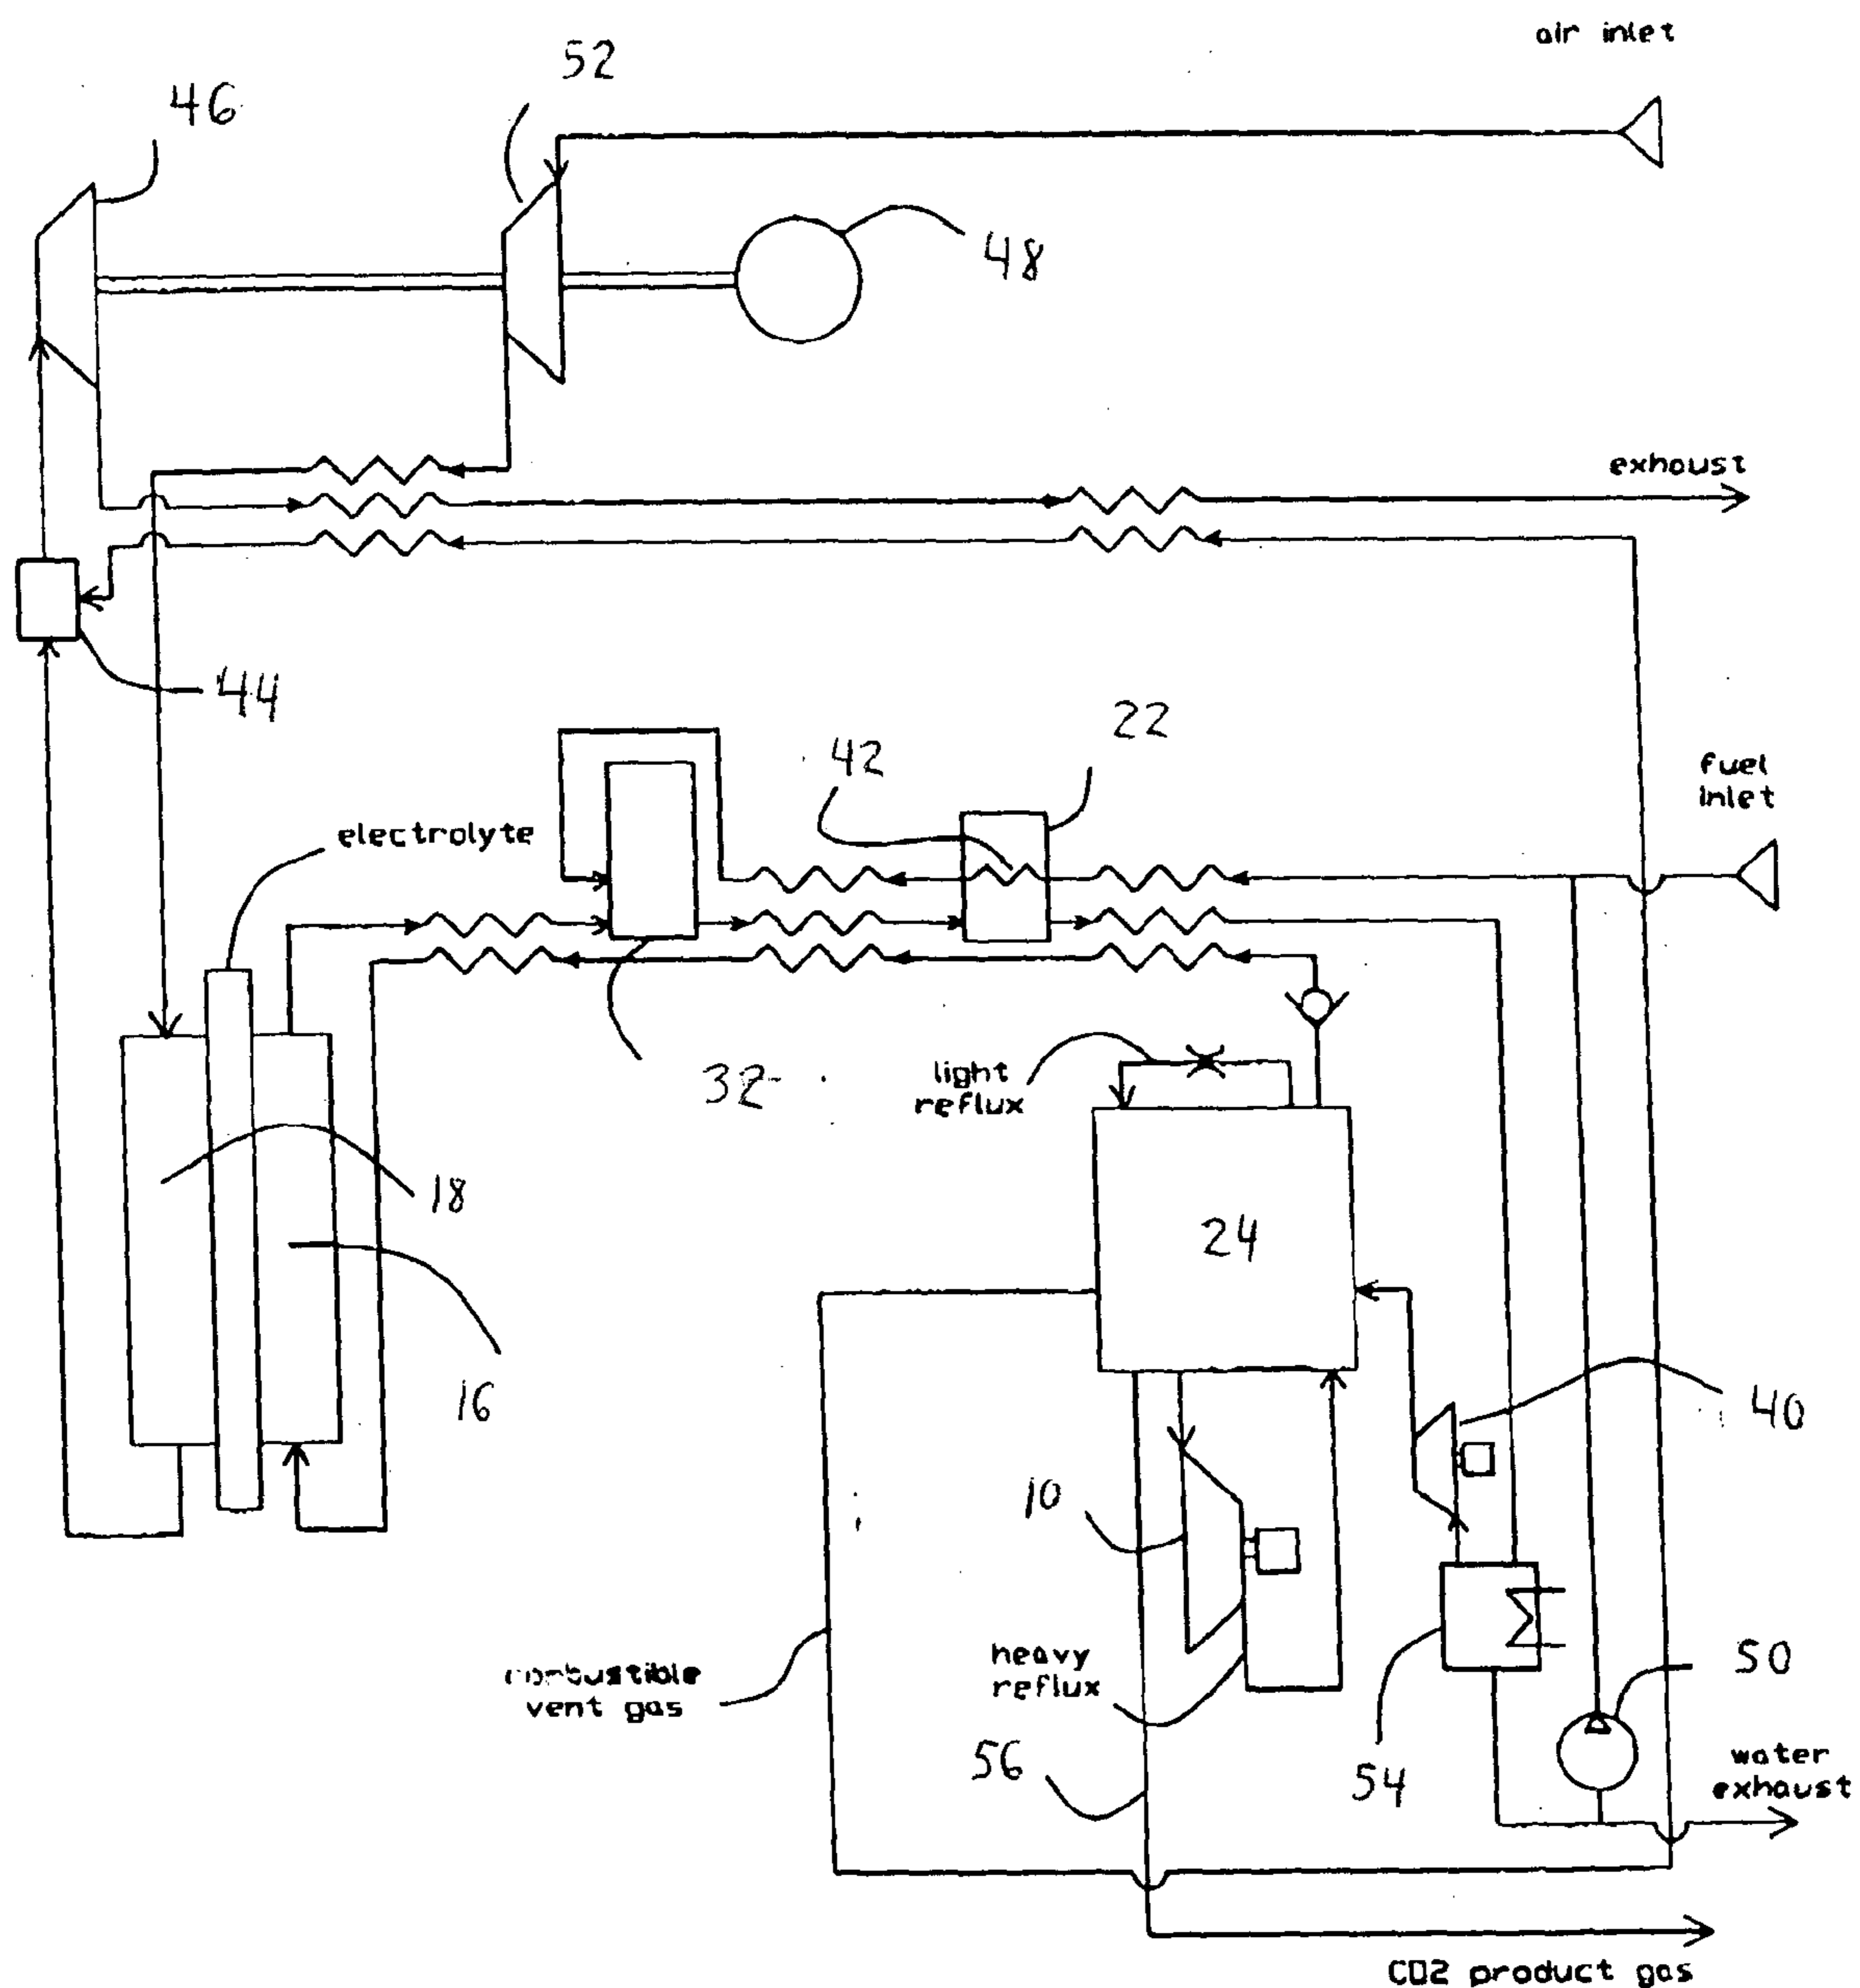 air inlet
52
46
48
exhaust
44
22
42
fuel
inlet
electrolyte
32
light
reflux
18
24
16
40
10
combustible
vent gas
heavy
reflux
50
56
54
water
exhaust
CO2 product gas